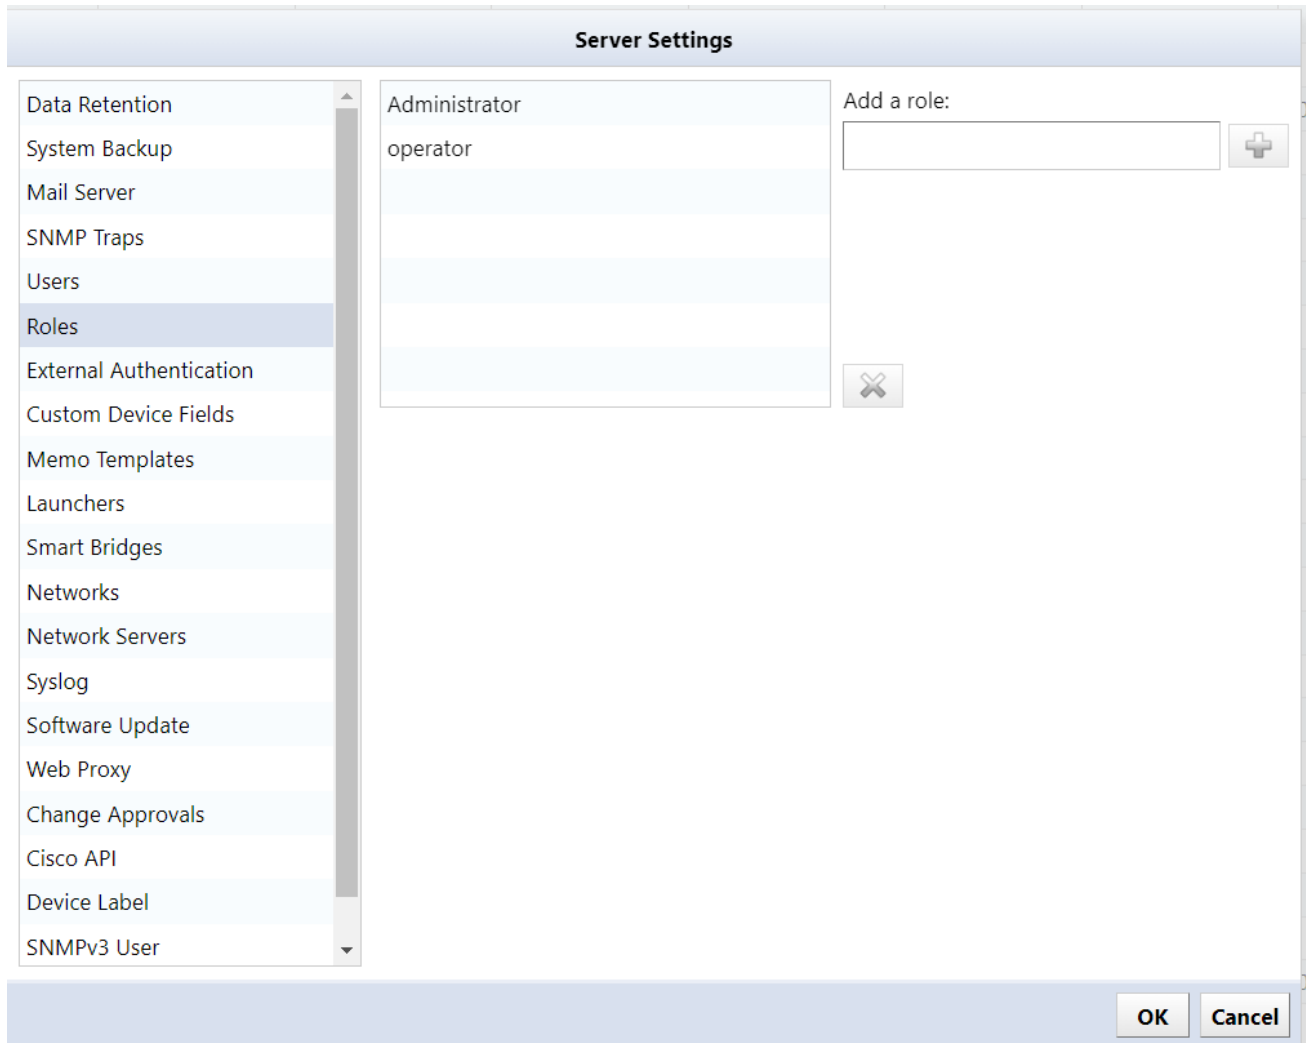 Server Settings
Data Retention
System Backup
Mail Server
SNMP Traps
Users
Roles
External Authentication
Custom Device Fields
Memo Templates
Launchers
Smart Bridges
Networks
Network Servers
Syslog
Software Update
Web Proxy
Change Approvals
Cisco API
Device Label
SNMPv3 User
Administrator
operator
Add a role:
OK
Cancel